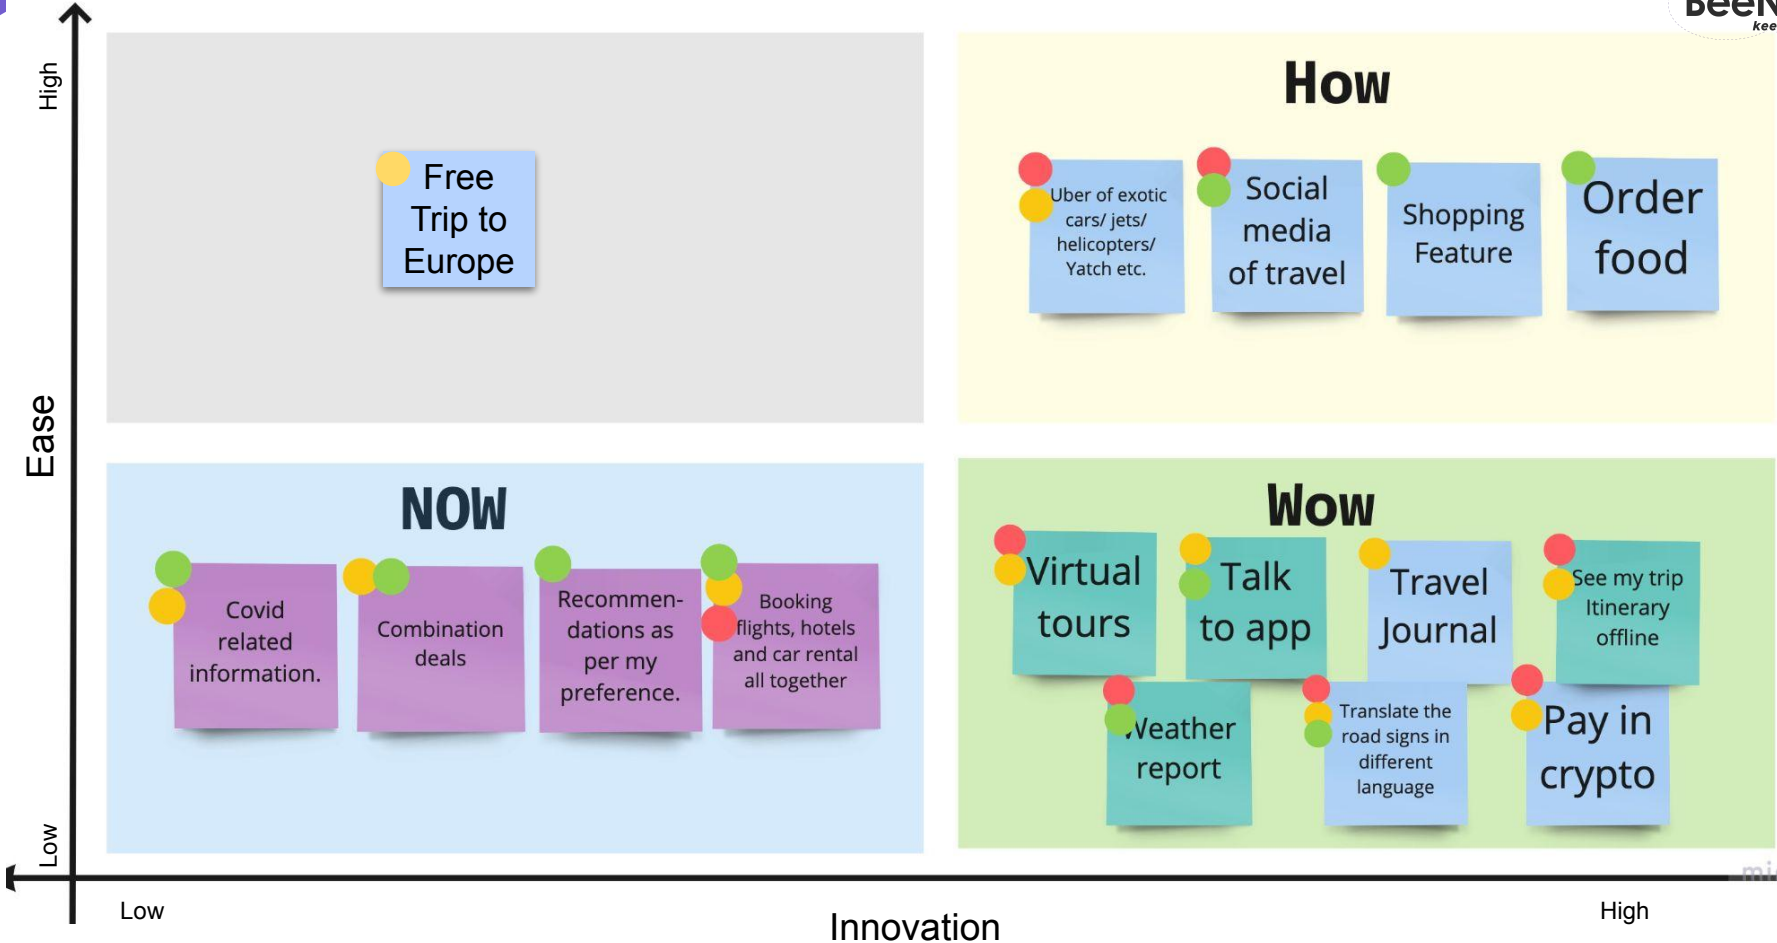 High
Ease
Low
Low
Innovation
High
Free
Trip to
Europe
How
Uber of exotic
cars/ jets/
helicopters/
Yatch etc.
Social
media
of travel
Shopping
Feature
Order
food
NOW
Covid
related
information.
Combination
deals
Recommen-
dations as
per my
preference.
Booking
flights, hotels
and car rental
all together
Wow
Virtual
tours
Talk
to app
Travel
Journal
See my trip
Itinerary
offline
Weather
report
Translate the
road signs in
different
language
Pay in
crypto